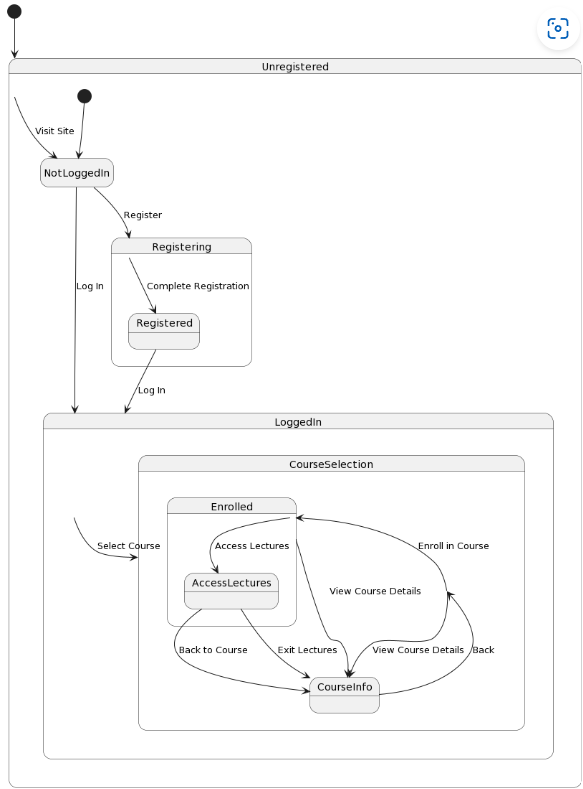 Unregistered
Visit Site
NotLoggedIn
Register
Registering
Log In
Complete Registration
Registered
Log In
LoggedIn
CourseSelection
Enrolled
Select Course
Access Lectures
Enroll in Course
AccessLectures
View Course Details
Back to Course
Exit Lectures
View Course Details
Back
CourseInfo